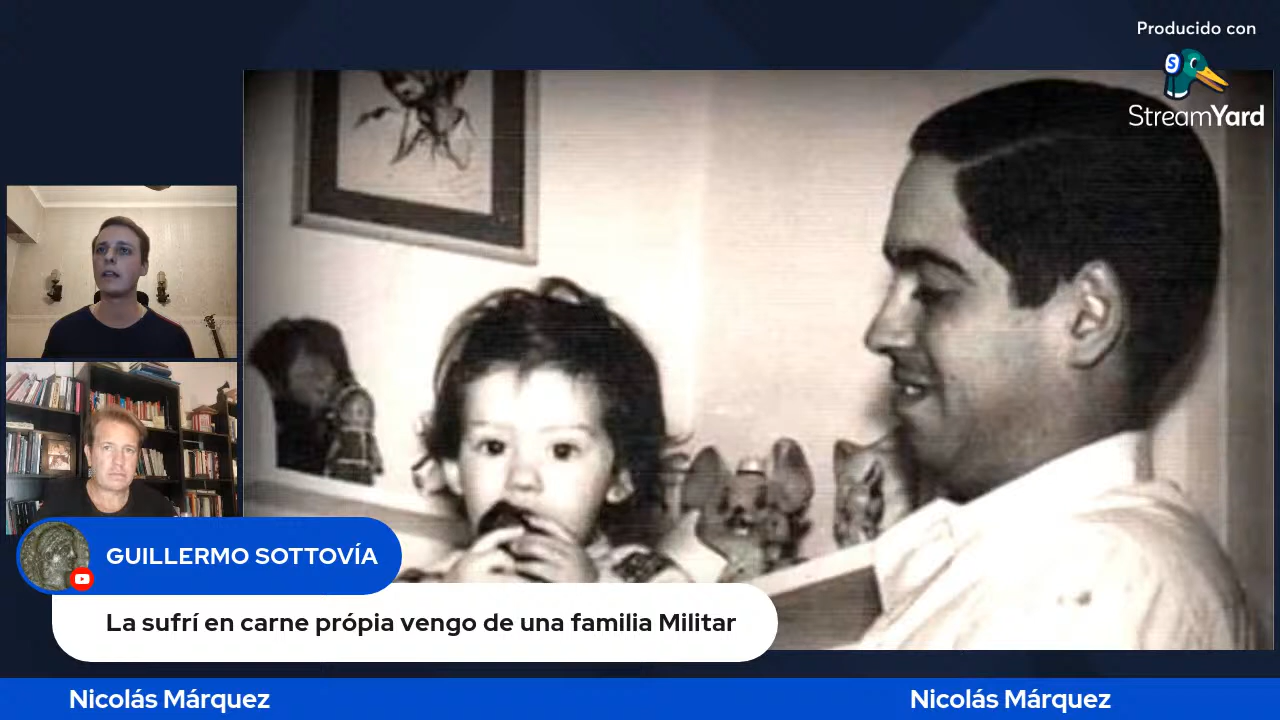 Producido con
S
StreamYard
GUILLERMO SOTTOVÍA
La sufrí en carne própia vengo de una familia Militar
Nicolás Márquez
Nicolás Márquez